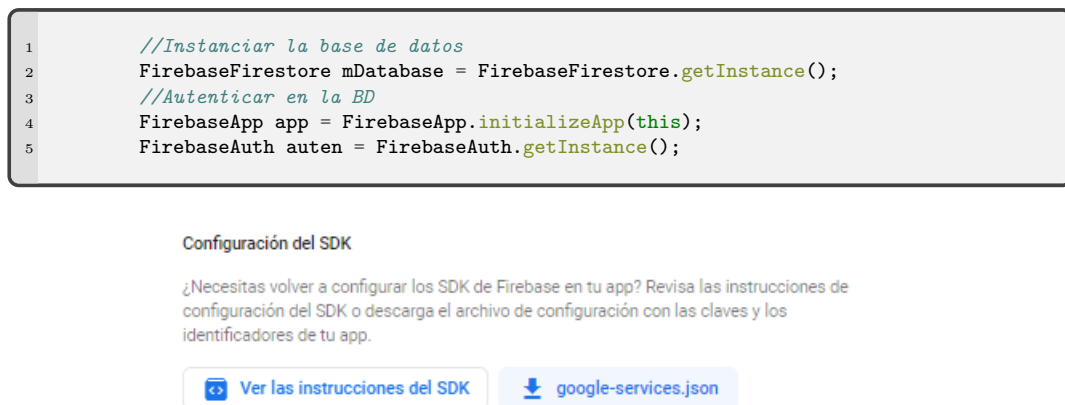 1 //Instanciar la base de datos
2 FirebaseFirestore mDatabase = FirebaseFirestore.getInstance();
3 //Autenticar en la BD
4 FirebaseApp app = FirebaseApp.initializeApp(this);
5 FirebaseAuth auten = FirebaseAuth.getInstance();
Configuración del SDK
¿Necesitas volver a configurar los SDK de Firebase en tu app? Revisa las instrucciones de
configuración del SDK o descarga el archivo de configuración con las claves y los
identificadores de tu app.
Ver las instrucciones del SDK google-services.json